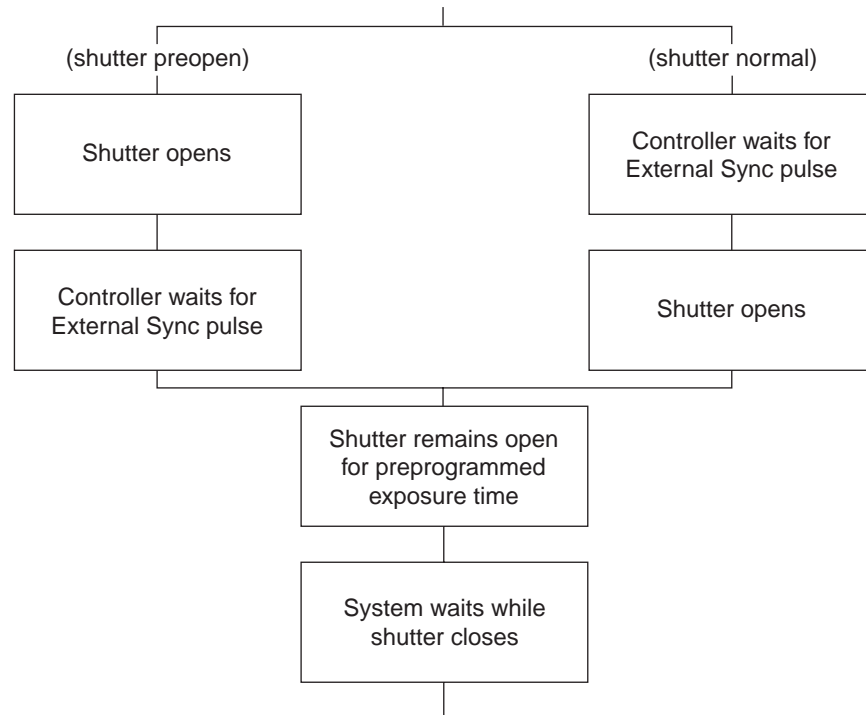 (shutter preopen)
(shutter normal)
Shutter opens
Controller waits for
External Sync pulse
Controller waits for
External Sync pulse
Shutter opens
Shutter remains open
for preprogrammed
exposure time
System waits while
shutter closes